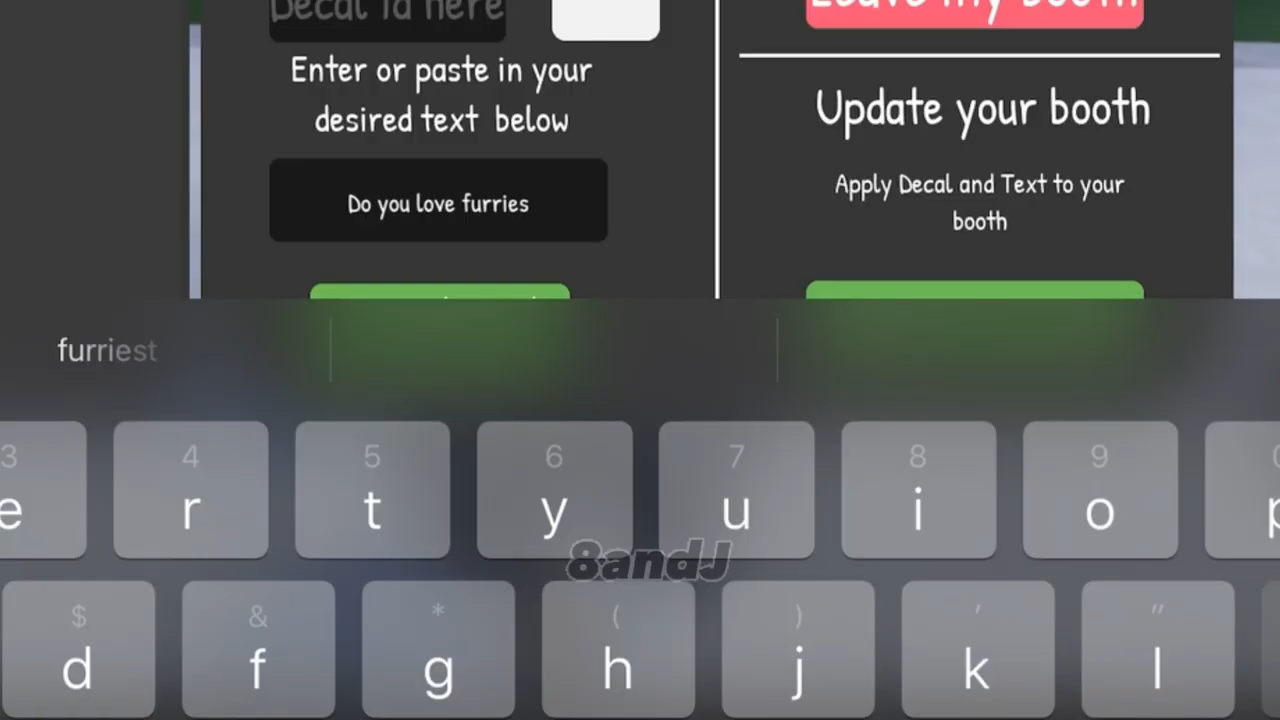 Decal Id here
Enter or paste in your
desired text below
Do you love furries
Leave my booth
Update your booth
Apply Decal and Text to your
booth
furriest
3 4 5 6 7 8 9 0
e r t y u i o p
8andJ
$ & * ( ) ' "
d f g h j k l